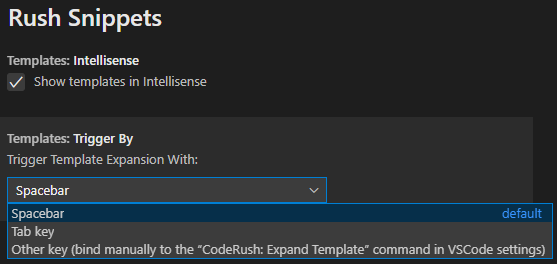 Rush Snippets
Templates: Intellisense
Show templates in Intellisense
Templates: Trigger By
Trigger Template Expansion With:
Spacebar
Spacebar default
Tab key
Other key (bind manually to the “CodeRush: Expand Template” command in VSCode settings)